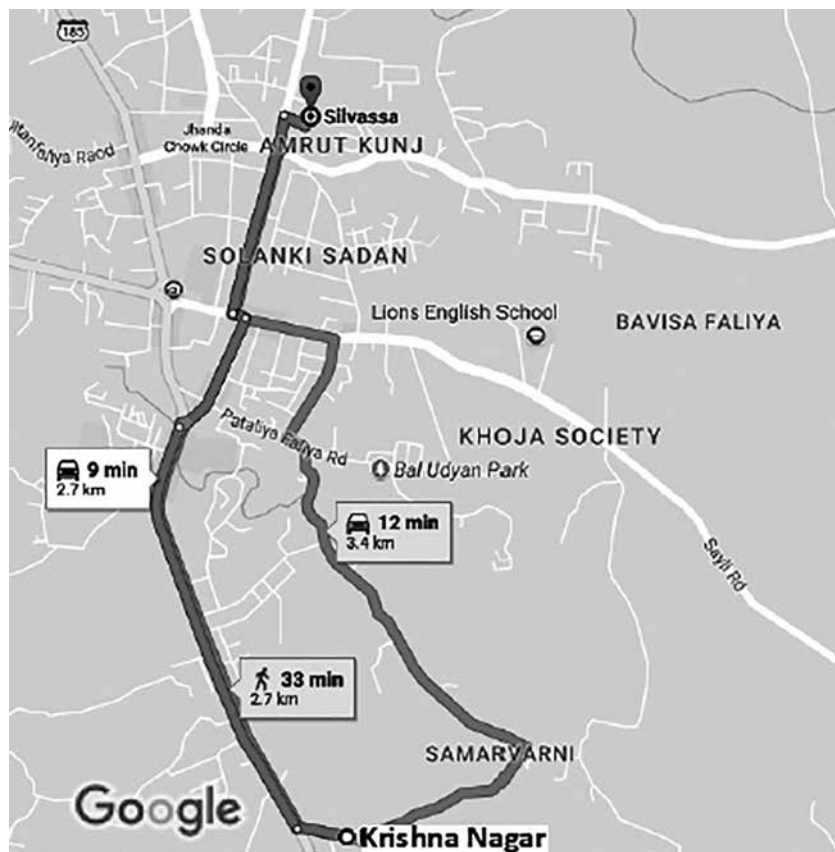 185
Silvassa
Jhanda
Chowk Circle
AMRUT KUNJ
SOLANKI SADAN
Lions English School
BAVISA FALIYA
KHOJA SOCIETY
Pataliya Faliya Rd
Bal Udyan Park
9 min
2.7 km
12 min
3.4 km
Sayli Rd
33 min
2.7 km
SAMARVARNI
Google
Krishna Nagar